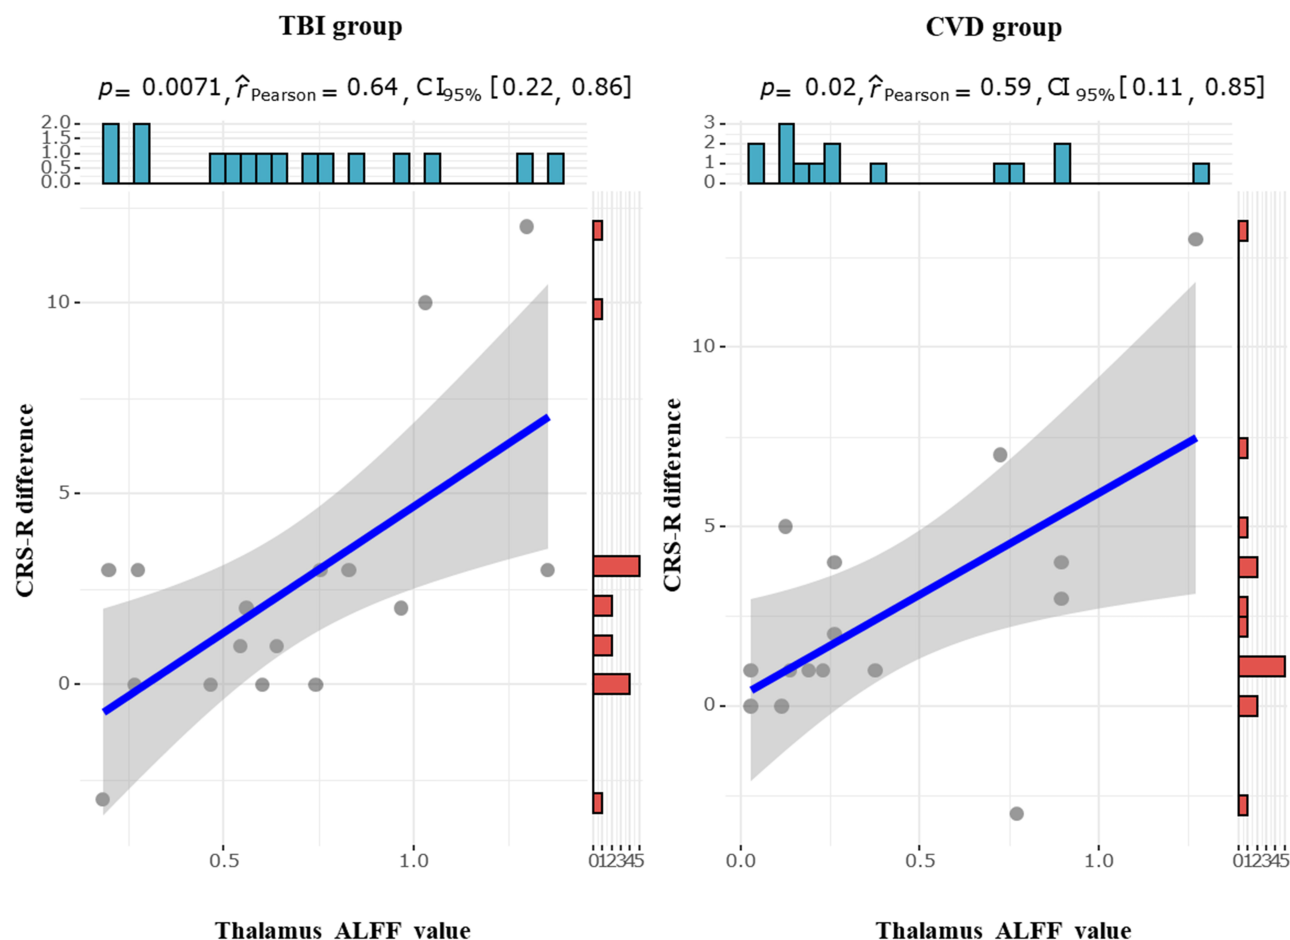 TBI group
p= 0.0071, r̂Pearson = 0.64, CI95% [0.22, 0.86]
2.0
1.5
1.0
0.5
0.0
10
5
0
CRS-R difference
0.5 1.0
012345
Thalamus ALFF value
CVD group
p= 0.02, r̂Pearson = 0.59, CI95% [0.11, 0.85]
3
2
1
0
10
5
0
CRS-R difference
0.0 0.5 1.0
012345
Thalamus ALFF value